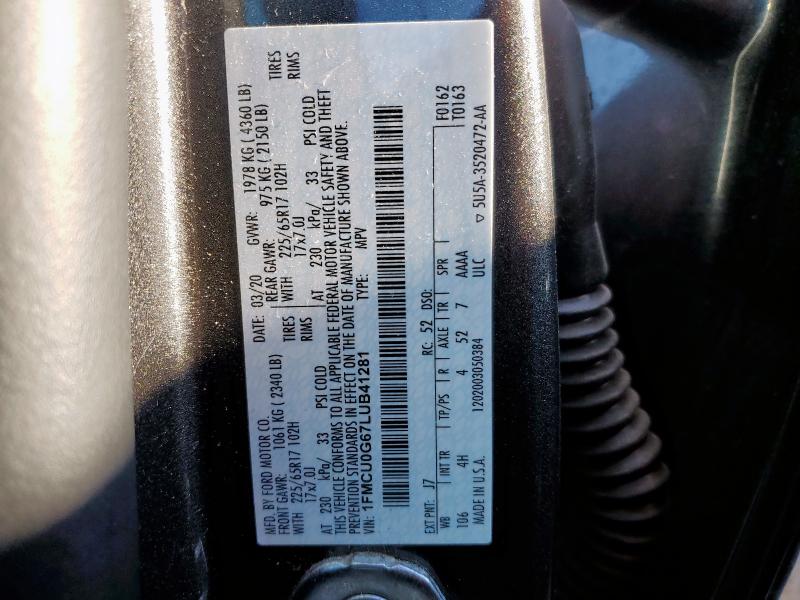 MFD. BY FORD MOTOR CO.
DATE: 03/20 GVWR: 1978 KG ( 4360 LB)
FRONT GAWR: 1061 KG ( 2340 LB) REAR GAWR: 975 KG ( 2150 LB)
225/65R17 102H TIRES WITH 225/65R17 102H TIRES
17x7.0J RIMS 17x7.0J RIMS
AT 230 kPa/ 33 PSI COLD AT 230 kPa/ 33 PSI COLD
THIS VEHICLE CONFORMS TO ALL APPLICABLE FEDERAL MOTOR VEHICLE SAFETY AND THEFT
PREVENTION STANDARDS IN EFFECT ON THE DATE OF MANUFACTURE SHOWN ABOVE.
VIN: 1FMCU0G67LUB41281 TYPE: MPV
EXT PNT: J7 RC: 52 DSO: F0162
WB INT TR TP/PS R AXLE TR SPR T0163
106 4H 4 52 7 AAAA
MADE IN U.S.A. 1202003050384 ULC ▽ 5U5A-3520472-AA